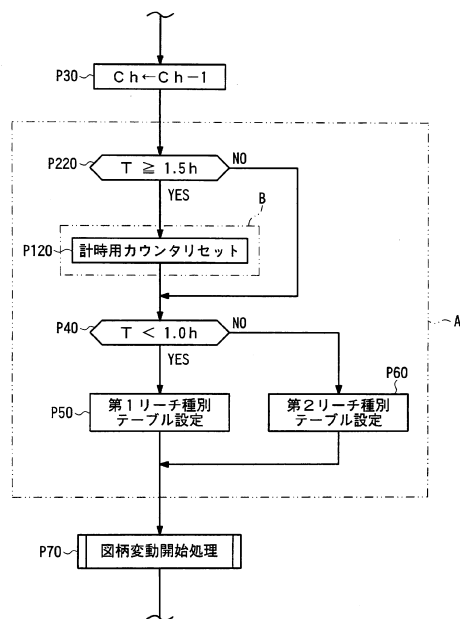 P30
Ch←Ch-1
P220
T ≧ 1.5h
NO
YES
B
P120
計時用カウンタリセット
P40
T < 1.0h
NO
A
YES
P60
P50
第1リーチ種別
テーブル設定
第2リーチ種別
テーブル設定
P70
図柄変動開始処理